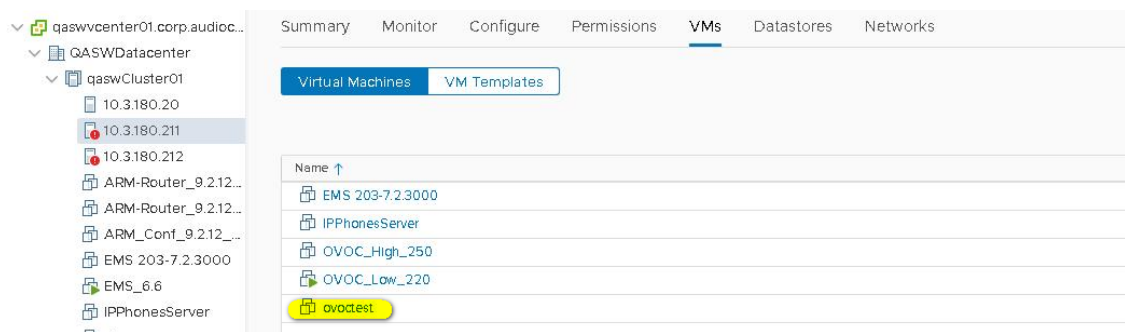 qaswvcenter01.corp.audioc...
QASWDatacenter
qaswCluster01
10.3.180.20
10.3.180.211
10.3.180.212
ARM-Router_9.2.12...
ARM-Router_9.2.12...
ARM_Conf_9.2.12_...
EMS 203-7.2.3000
EMS_6.6
IPPhonesServer
Summary Monitor Configure Permissions VMs Datastores Networks
Virtual Machines VM Templates
Name ↑
EMS 203-7.2.3000
IPPhonesServer
OVOC_High_250
OVOC_Low_220
ovoctest